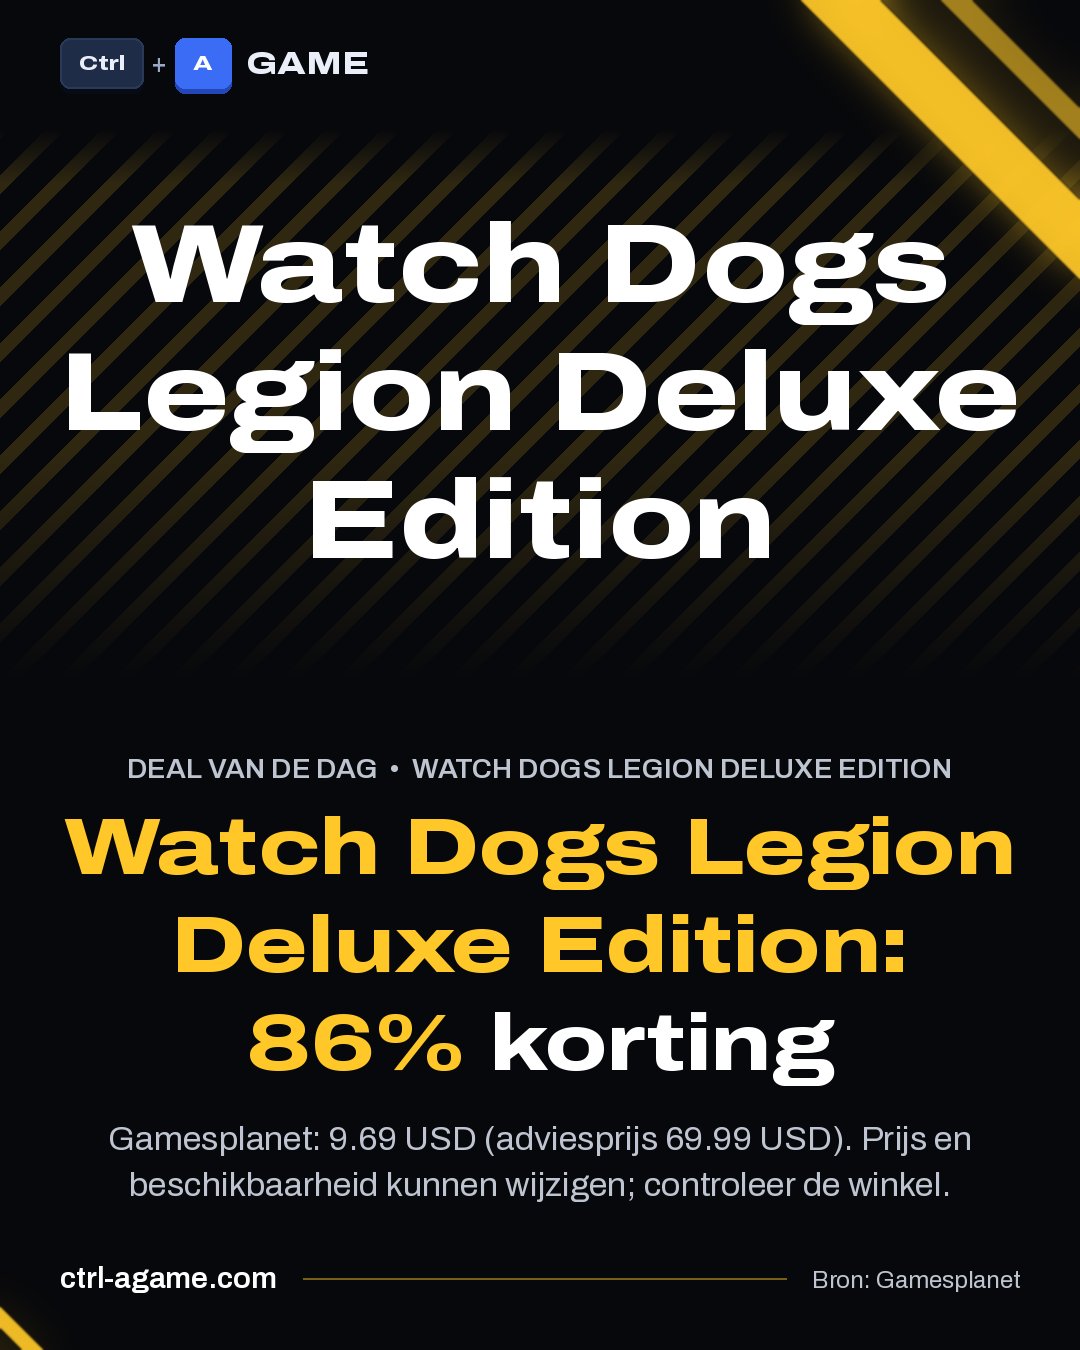 Ctrl + A GAME
Watch Dogs
Legion Deluxe
Edition
DEAL VAN DE DAG • WATCH DOGS LEGION DELUXE EDITION
Watch Dogs Legion
Deluxe Edition:
86% korting
Gamesplanet: 9.69 USD (adviesprijs 69.99 USD). Prijs en
beschikbaarheid kunnen wijzigen; controleer de winkel.
ctrl-agame.com
Bron: Gamesplanet